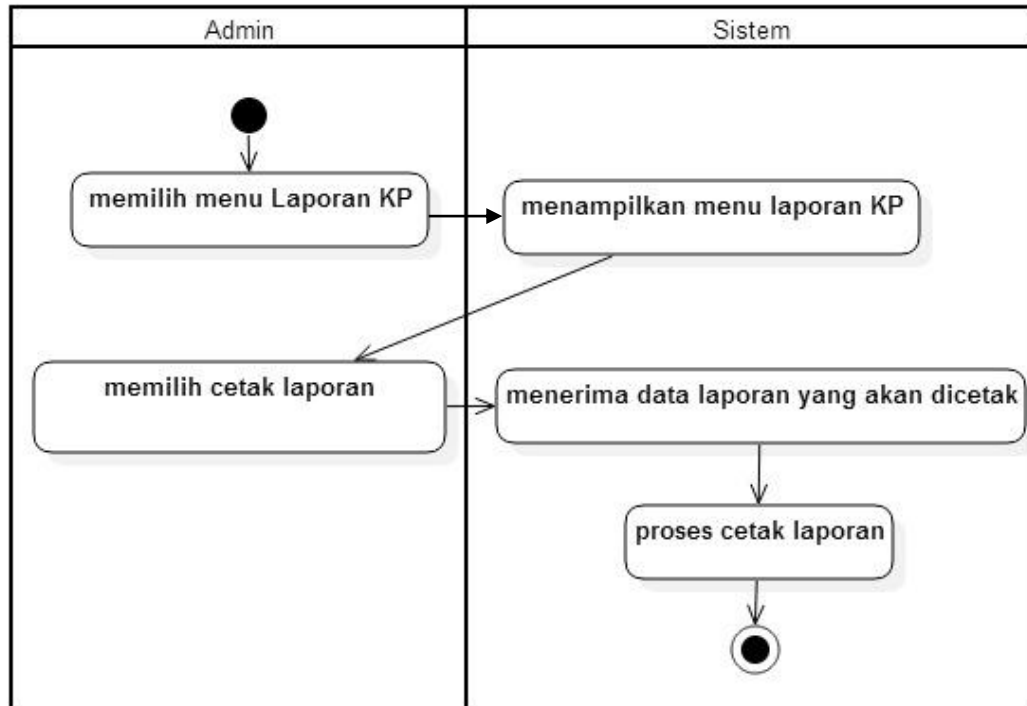 Admin
Sistem
memilih menu Laporan KP
menampilkan menu laporan KP
memilih cetak laporan
menerima data laporan yang akan dicetak
proses cetak laporan